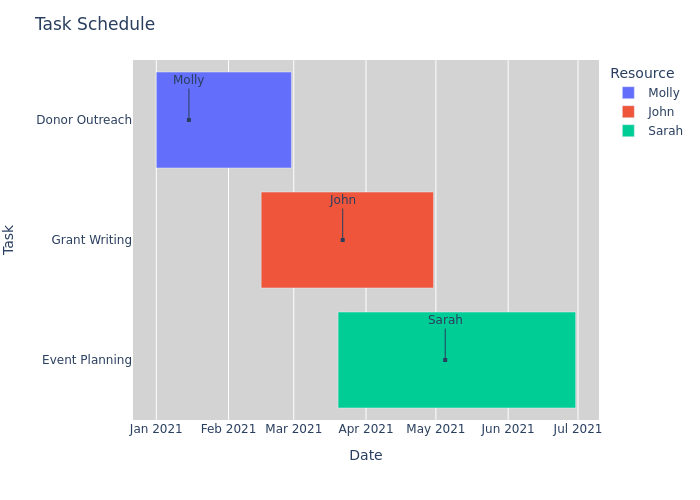 Task Schedule
Resource
Molly
John
Sarah
Task
Donor Outreach
Molly
Grant Writing
John
Event Planning
Sarah
Jan 2021 Feb 2021 Mar 2021 Apr 2021 May 2021 Jun 2021 Jul 2021
Date